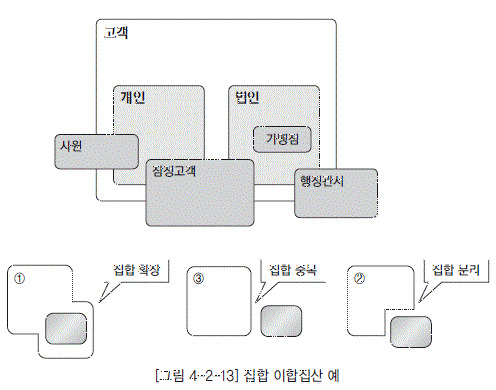 고객
개인
법인
사원
가맹점
잠정고객
행정관서
집합 확장
집합 중복
집합 분리
①
③
②
[그림 4-2-13] 집합 이합집산 예